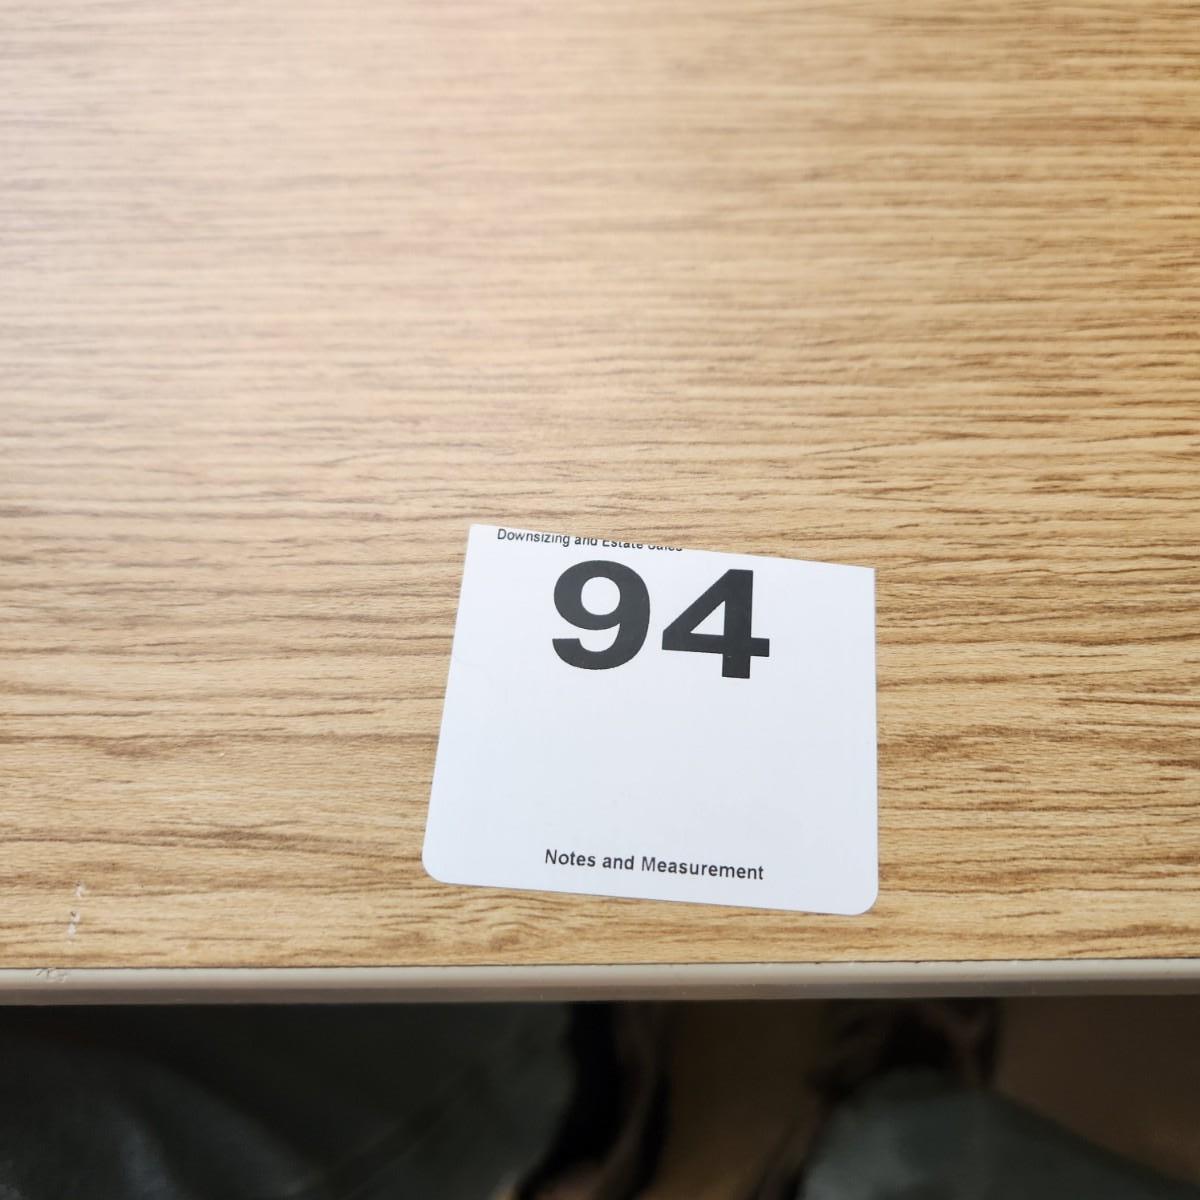 Downsizing and Estate Sales
94
Notes and Measurement